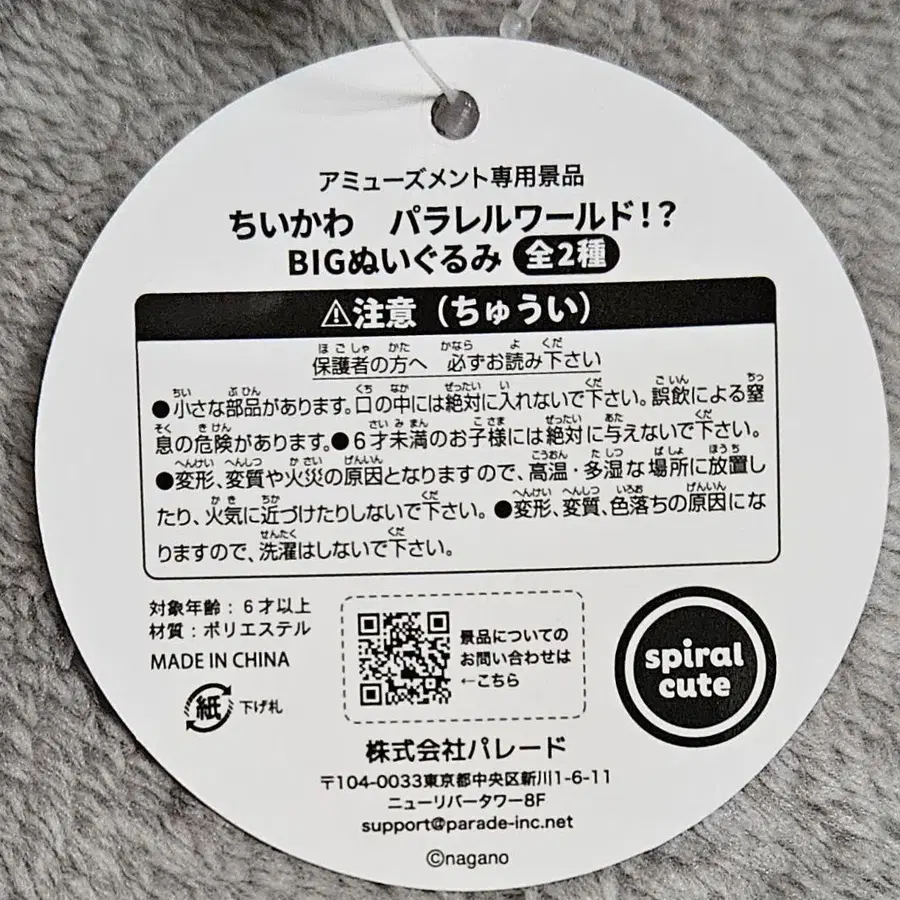 アミューズメント専用景品
ちいかわ パラレルワールド!?
BIGぬいぐるみ 全2種
⚠注意（ちゅうい）
ほごしゃ かた かなら よ くだ
保護者の方へ 必ずお読み下さい
ちい ぶひん くち なか ぜったい い くだ ごいん ちっ
●小さな部品があります。口の中には絶対に入れないで下さい。誤飲による窒
そく きけん さいみまん こさま ぜったい あた くだ
息の危険があります。●6才未満のお子様には絶対に与えないで下さい。
へんけい へんしつ かさい げんいん こうおん たしつ ばしょ ほうち
●変形、変質や火災の原因となりますので、高温・多湿な場所に放置し
かき ちか くだ へんけい へんしつ いろお げんいん
たり、火気に近づけたりしないで下さい。●変形、変質、色落ちの原因にな
せんたく くだ
りますので、洗濯はしないで下さい。
対象年齢：6才以上
材質：ポリエステル
MADE IN CHINA
紙 下げ札
景品についての
お問い合わせは
←こちら
spiral
cute
株式会社パレード
〒104-0033東京都中央区新川1-6-11
ニューリバータワー8F
support@parade-inc.net
©nagano